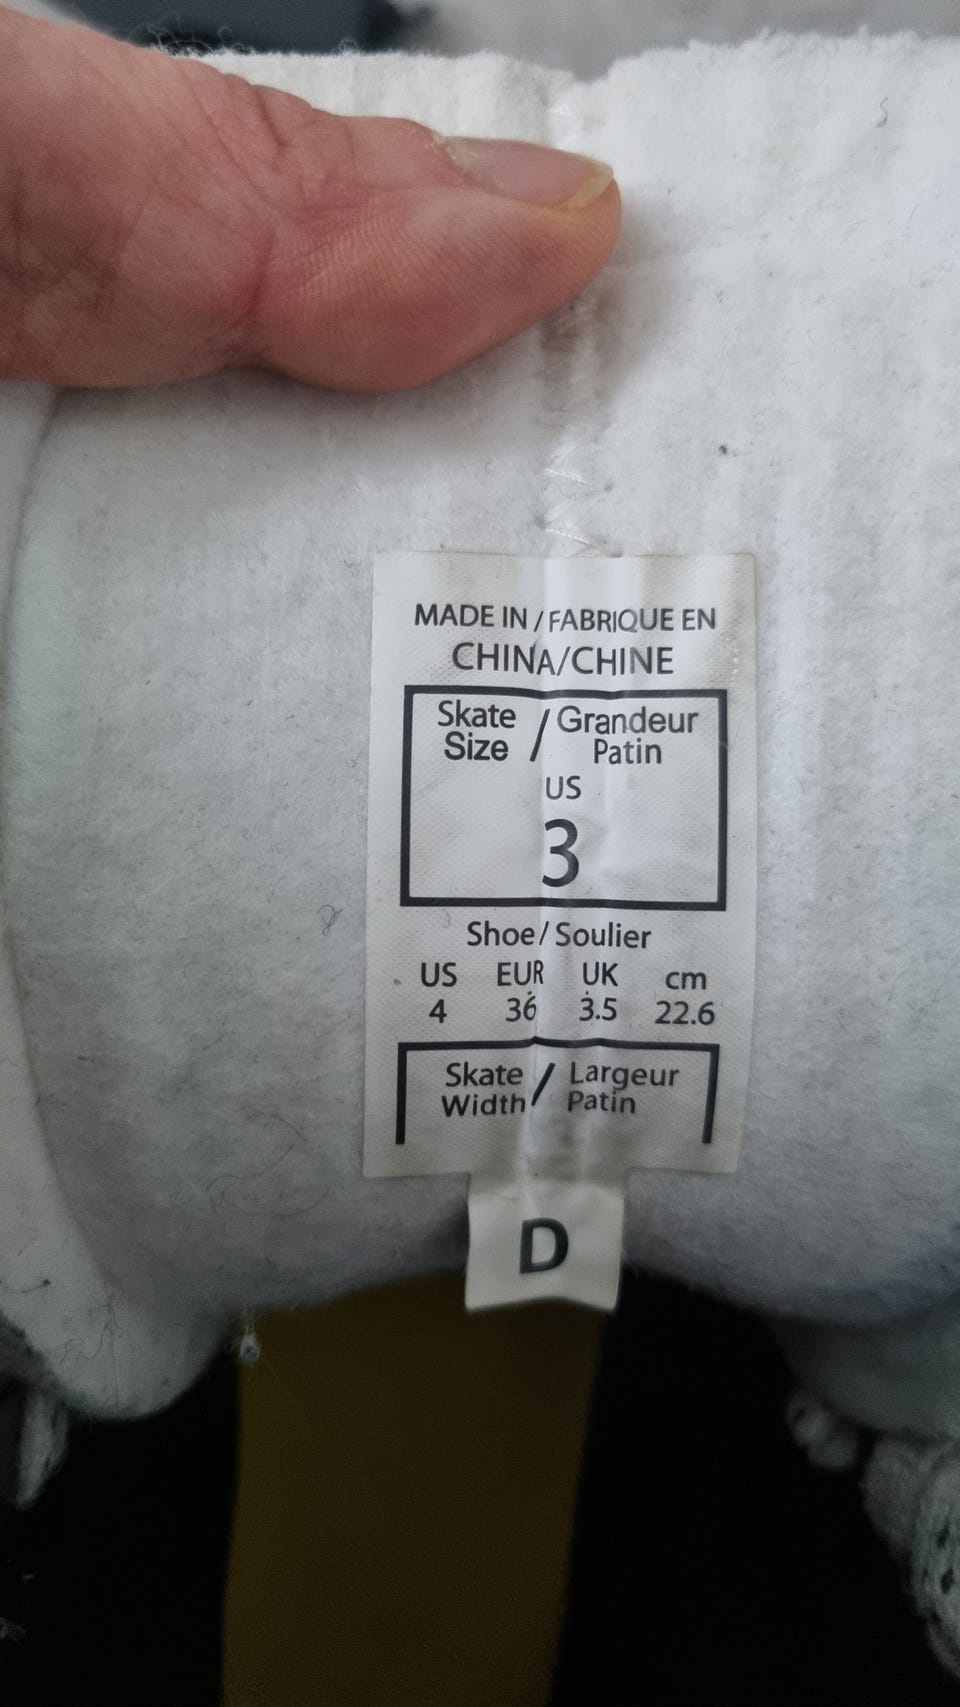 MADE IN / FABRIQUE EN
CHINA/CHINE
Skate Size / Grandeur Patin
US
3
Shoe/Soulier
US EUR UK cm
4 36 3.5 22.6
Skate Width / Largeur Patin
D